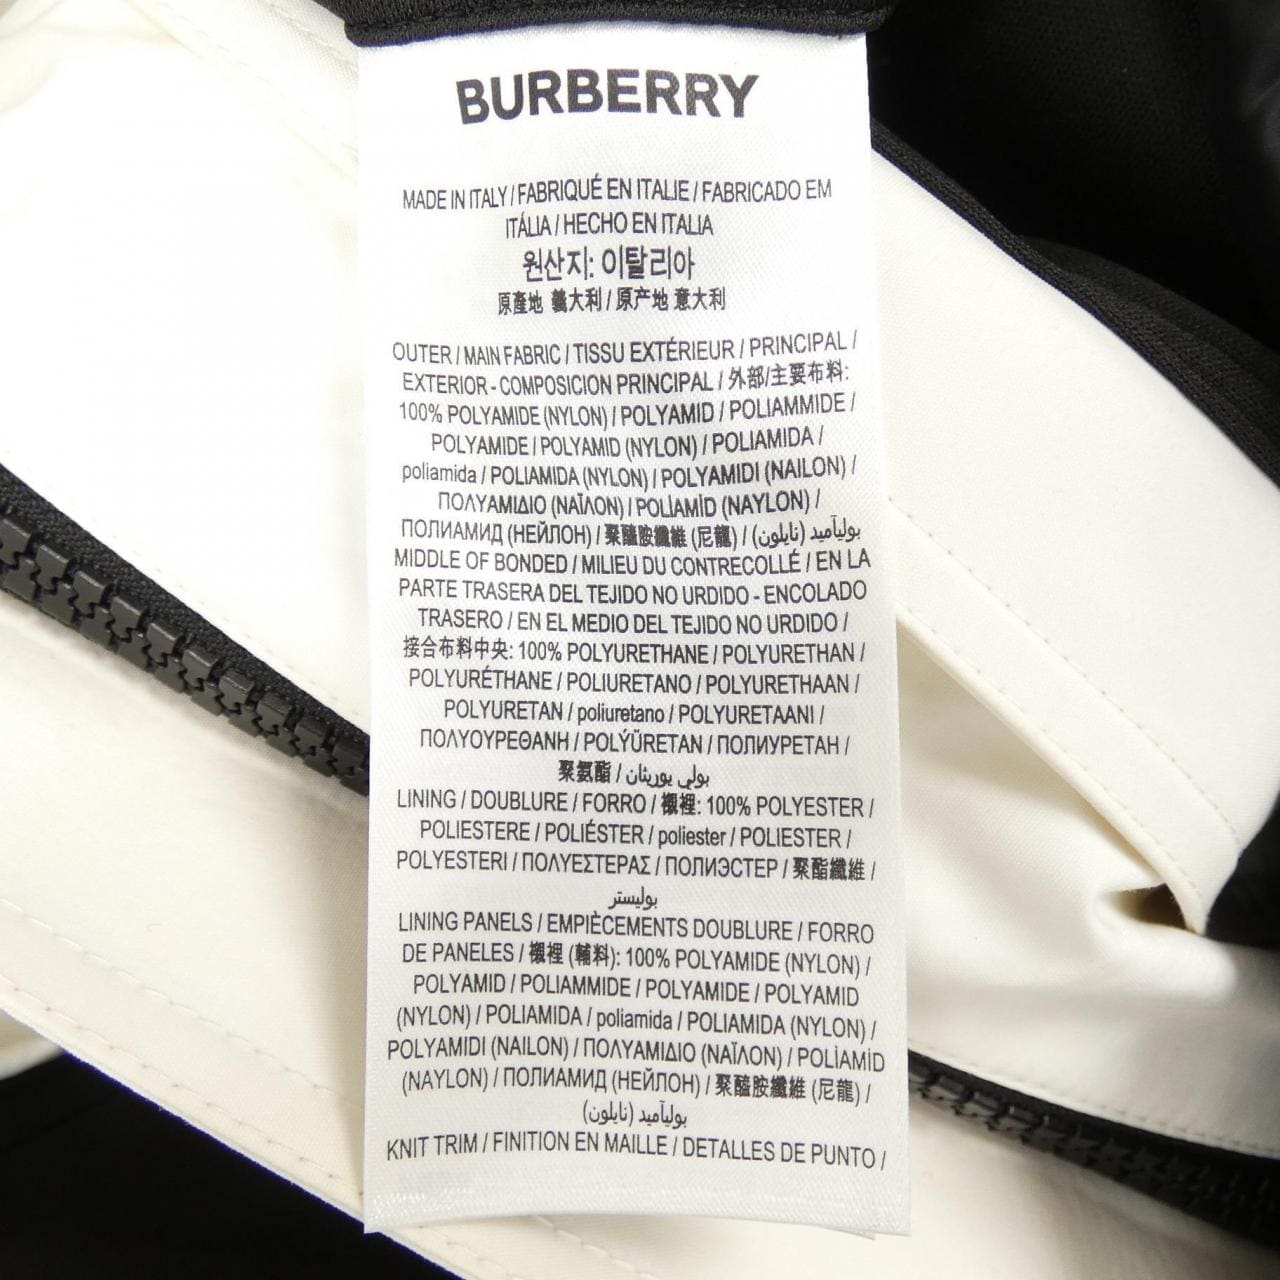 BURBERRY
MADE IN ITALY / FABRIQUÉ EN ITALIE / FABRICADO EM
ITÁLIA / HECHO EN ITALIA
원산지: 이탈리아
原產地 義大利 / 原产地 意大利
OUTER / MAIN FABRIC / TISSU EXTÉRIEUR / PRINCIPAL /
EXTERIOR - COMPOSICION PRINCIPAL / 外部/主要布料:
100% POLYAMIDE (NYLON) / POLYAMID / POLIAMMIDE /
POLYAMIDE / POLYAMID (NYLON) / POLIAMIDA /
poliamida / POLIAMIDA (NYLON) / POLYAMIDI (NAILON) /
ΠΟΛΥΑΜΙΔΙΟ (ΝΑΪΛΟΝ) / POLİAMİD (NAYLON) /
ПОЛИАМИД (НЕЙЛОН) / 聚醯胺纖維 (尼龍) / بوليآميد (نايلون)
MIDDLE OF BONDED / MILIEU DU CONTRECOLLÉ / EN LA
PARTE TRASERA DEL TEJIDO NO URDIDO - ENCOLADO
TRASERO / EN EL MEDIO DEL TEJIDO NO URDIDO /
接合布料中央: 100% POLYURETHANE / POLYURETHAN /
POLYURÉTHANE / POLIURETANO / POLYURETHAAN /
POLYURETAN / poliuretano / POLYURETAANI /
ΠΟΛΥΟΥΡΕΘΑΝΗ / POLÝÜRETAN / ПОЛИУРЕТАН /
聚氨酯 / بولي يوريثان
LINING / DOUBLURE / FORRO / 襯裡: 100% POLYESTER /
POLIESTERE / POLIÉSTER / poliester / POLIESTER /
POLYESTERI / ΠΟΛΥΕΣΤΕΡΑΣ / ПОЛИЭСТЕР / 聚酯纖維 /
بوليستر
LINING PANELS / EMPIÈCEMENTS DOUBLURE / FORRO
DE PANELES / 襯裡 (輔料): 100% POLYAMIDE (NYLON) /
POLYAMID / POLIAMMIDE / POLYAMIDE / POLYAMID
(NYLON) / POLIAMIDA / poliamida / POLIAMIDA (NYLON) /
POLYAMIDI (NAILON) / ΠΟΛΥΑΜΙΔΙΟ (ΝΑΪΛΟΝ) / POLİAMİD
(NAYLON) / ПОЛИАМИД (НЕЙЛОН) / 聚醯胺纖維 (尼龍) /
بوليآميد (نايلون)
KNIT TRIM / FINITION EN MAILLE / DETALLES DE PUNTO /